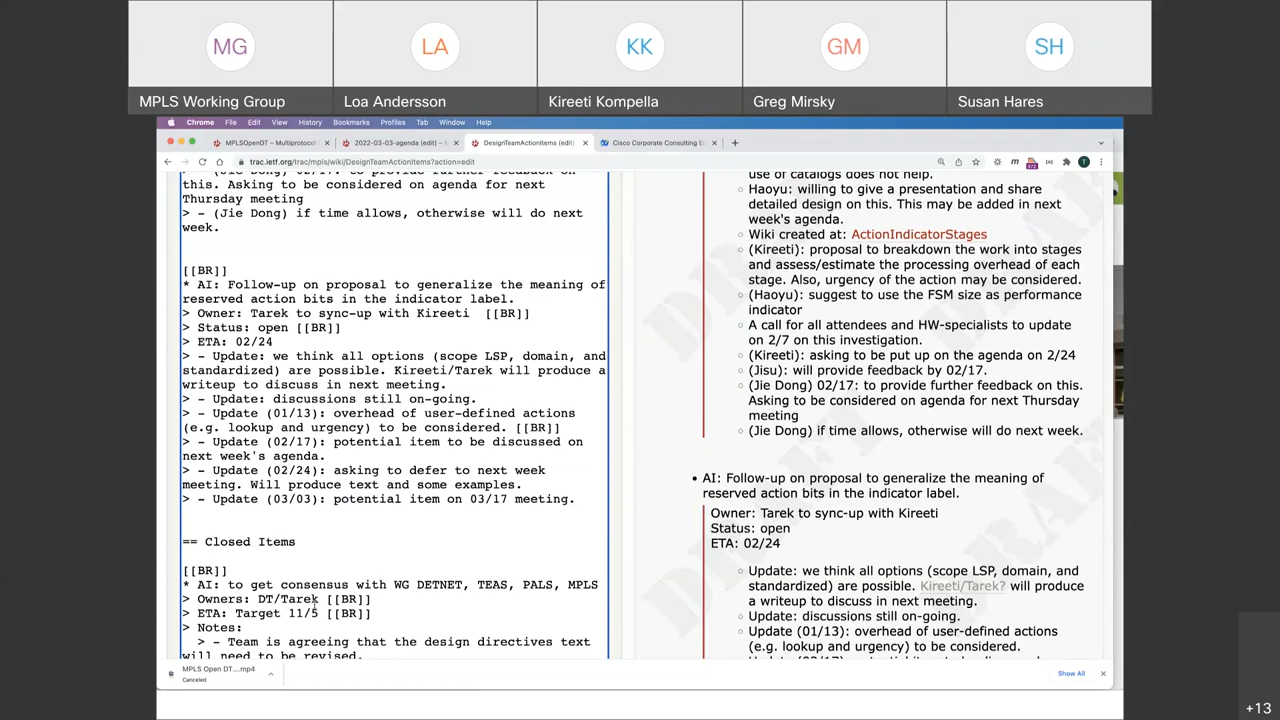 MG
LA
KK
GM
SH
MPLS Working Group
Loa Andersson
Kireeti Kompella
Greg Mirsky
Susan Hares
Chrome File Edit View History Bookmarks Profiles Tab Window Help
MPLSOpenDT – Multiprotocol
2022-03-03-agenda (edit) – M
DesignTeamActionItems (edit)
Cisco Corporate Consulting E
trac.ietf.org/trac/mpls/wiki/DesignTeamActionItems?action=edit
this. Asking to be considered on agenda for next
Thursday meeting
> - (Jie Dong) if time allows, otherwise will do next
week.
[[BR]]
* AI: Follow-up on proposal to generalize the meaning of
reserved action bits in the indicator label.
> Owner: Tarek to sync-up with Kireeti [[BR]]
> Status: open [[BR]]
> ETA: 02/24
> - Update: we think all options (scope LSP, domain, and
standardized) are possible. Kireeti/Tarek will produce a
writeup to discuss in next meeting.
> - Update: discussions still on-going.
> - Update (01/13): overhead of user-defined actions
(e.g. lookup and urgency) to be considered. [[BR]]
> - Update (02/17): potential item to be discussed on
next week's agenda.
> - Update (02/24): asking to defer to next week
meeting. Will produce text and some examples.
> - Update (03/03): potential item on 03/17 meeting.
== Closed Items
[[BR]]
* AI: to get consensus with WG DETNET, TEAS, PALS, MPLS
> Owners: DT/Tarek [[BR]]
> ETA: Target 11/5 [[BR]]
> Notes:
> - Team is agreeing that the design directives text
will need to be revised.
use of catalogs does not help.
Haoyu: willing to give a presentation and share
detailed design on this. This may be added in next
week's agenda.
Wiki created at: ActionIndicatorStages
(Kireeti): proposal to breakdown the work into stages
and assess/estimate the processing overhead of each
stage. Also, urgency of the action may be considered.
(Haoyu): suggest to use the FSM size as performance
indicator
A call for all attendees and HW-specialists to update
on 2/7 on this investigation.
(Kireeti): asking to be put up on the agenda on 2/24
(Jisu): will provide feedback by 02/17.
(Jie Dong) 02/17: to provide further feedback on this.
Asking to be considered on agenda for next Thursday
meeting
(Jie Dong) if time allows, otherwise will do next week.
• AI: Follow-up on proposal to generalize the meaning of
reserved action bits in the indicator label.
Owner: Tarek to sync-up with Kireeti
Status: open
ETA: 02/24
Update: we think all options (scope LSP, domain, and
standardized) are possible. Kireeti/Tarek? will produce
a writeup to discuss in next meeting.
Update: discussions still on-going.
Update (01/13): overhead of user-defined actions
(e.g. lookup and urgency) to be considered.
MPLS Open DT....mp4
Canceled
Show All
+13